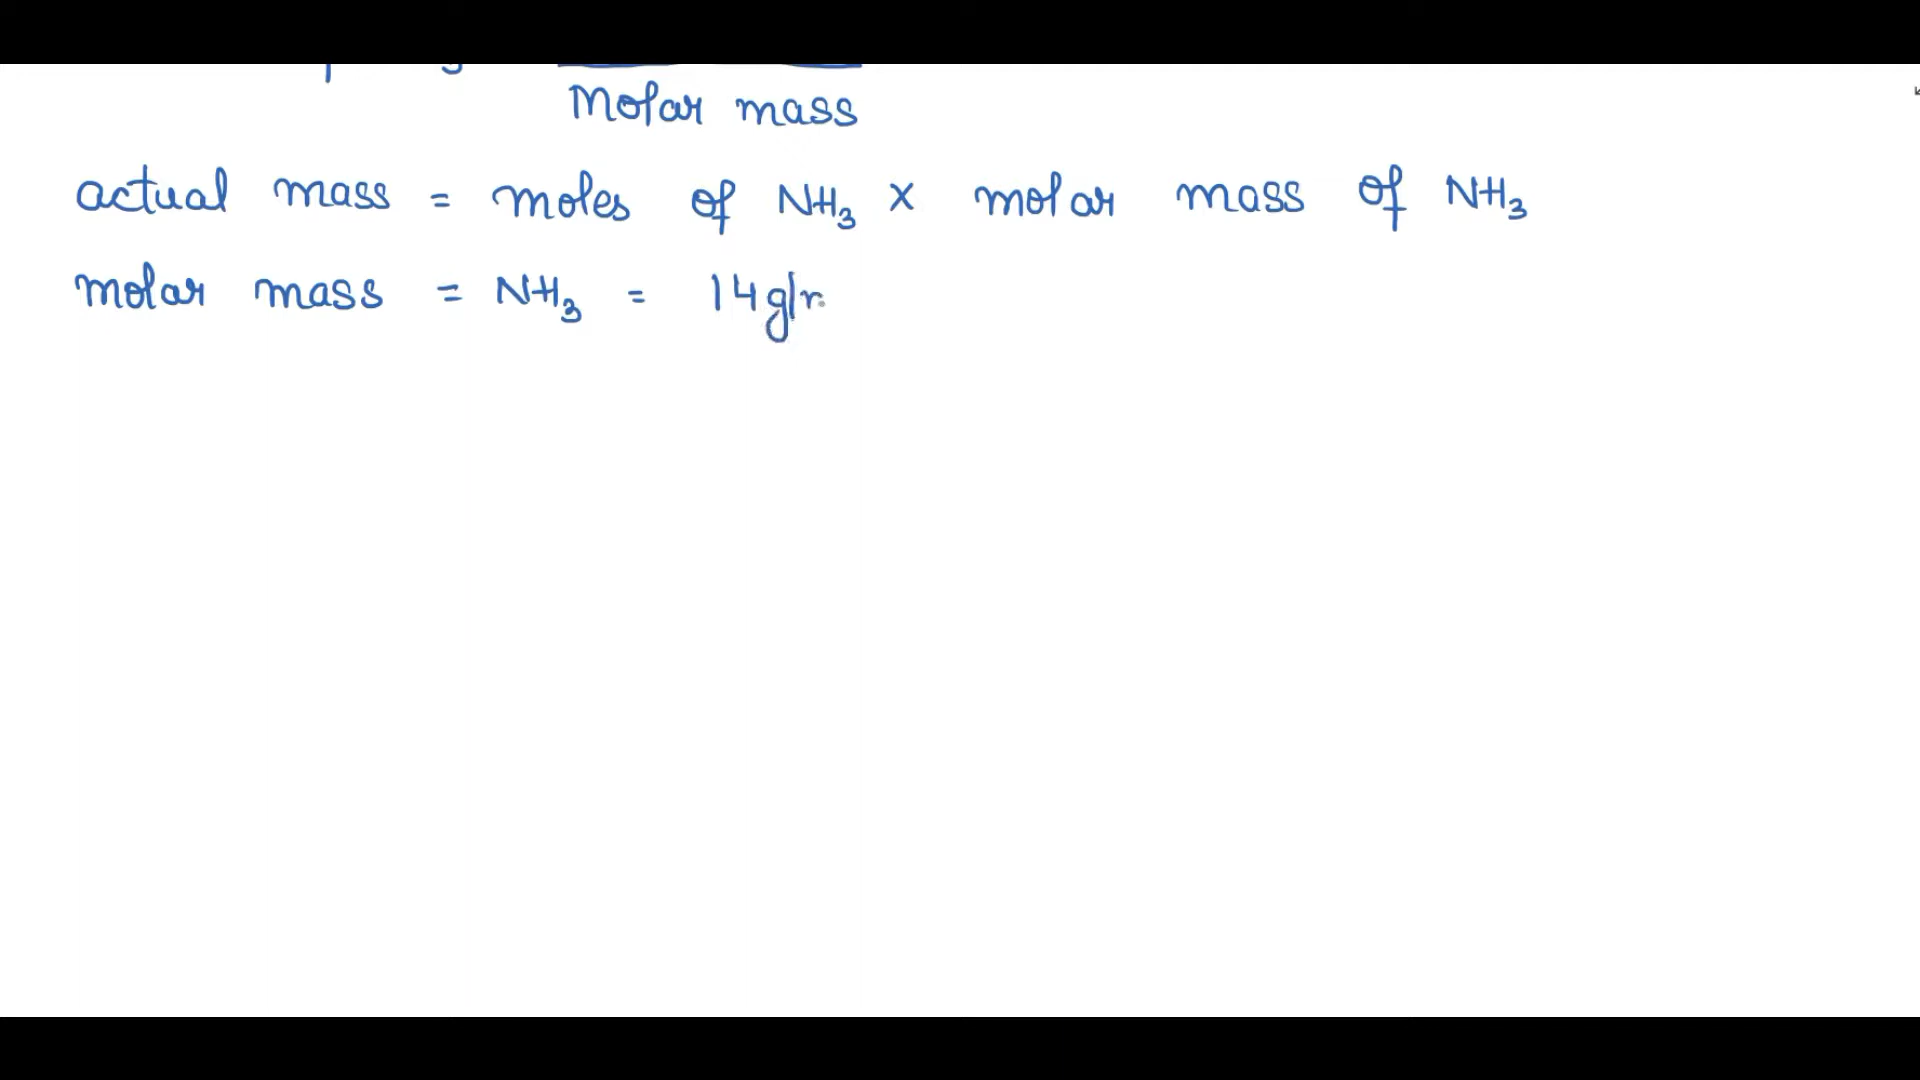 Molar mass
actual mass = moles of NH₃ × molar mass of NH₃
molar mass = NH₃ = 14g/